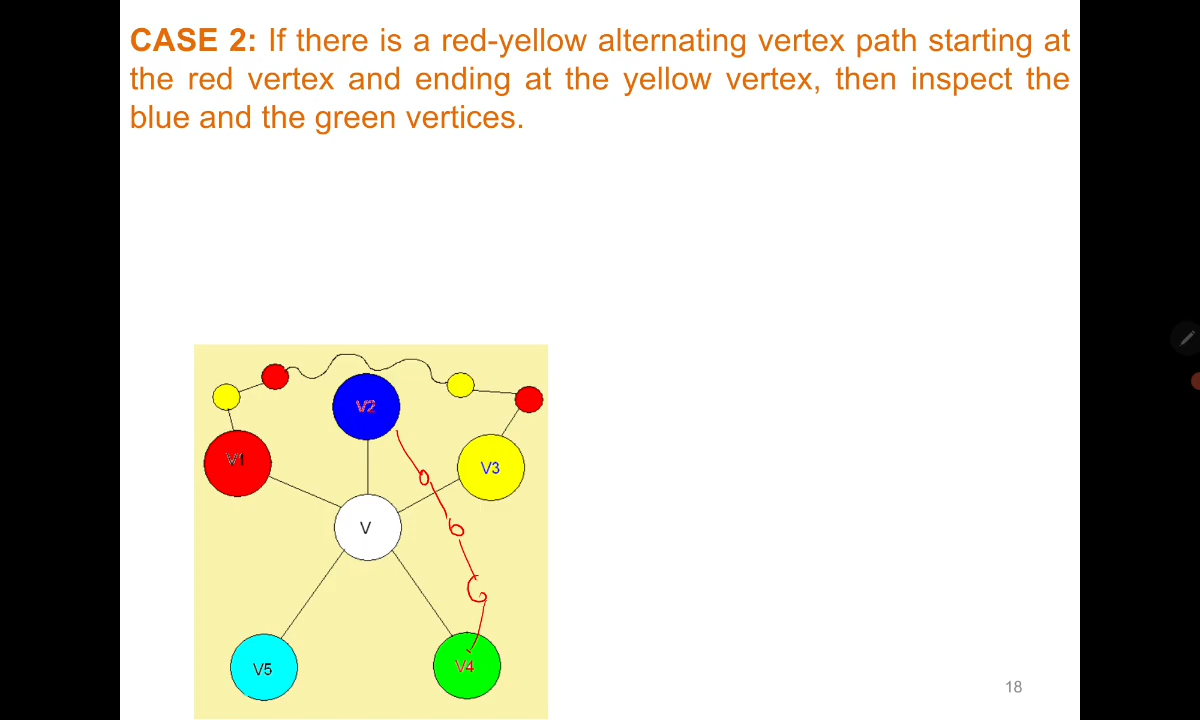 CASE 2: If there is a red-yellow alternating vertex path starting at
the red vertex and ending at the yellow vertex, then inspect the
blue and the green vertices.
V2
V1
V3
V
V5
V4
18